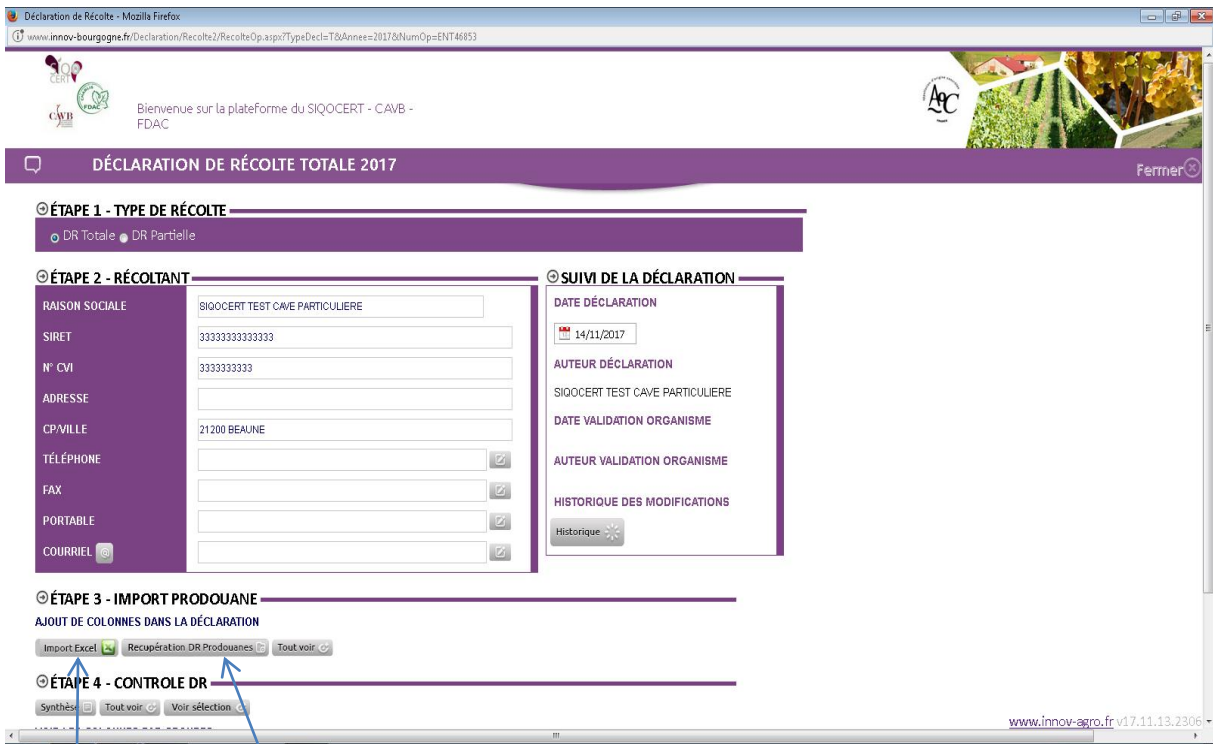 Déclaration de Récolte - Mozilla Firefox
www.innov-bourgogne.fr/Declaration/Recolte2/RecolteOp.aspx?TypeDecl=T&Annee=2017&NumOp=ENT46853
SIQO
CERT
CAVB
FDAC
Bienvenue sur la plateforme du SIQOCERT - CAVB -
FDAC
AOC
DÉCLARATION DE RÉCOLTE TOTALE 2017
Fermer
ÉTAPE 1 - TYPE DE RÉCOLTE
DR Totale DR Partielle
ÉTAPE 2 - RÉCOLTANT
RAISON SOCIALE SIQOCERT TEST CAVE PARTICULIERE
SIRET 33333333333333
N° CVI 3333333333
ADRESSE
CP/VILLE 21200 BEAUNE
TÉLÉPHONE
FAX
PORTABLE
COURRIEL @
SUIVI DE LA DÉCLARATION
DATE DÉCLARATION
14/11/2017
AUTEUR DÉCLARATION
SIQOCERT TEST CAVE PARTICULIERE
DATE VALIDATION ORGANISME
AUTEUR VALIDATION ORGANISME
HISTORIQUE DES MODIFICATIONS
Historique
ÉTAPE 3 - IMPORT PRODOUANE
AJOUT DE COLONNES DANS LA DÉCLARATION
Import Excel Recupération DR Prodouanes Tout voir
ÉTAPE 4 - CONTROLE DR
Synthèse Tout voir Voir sélection
www.innov-agro.fr v17.11.13.2306